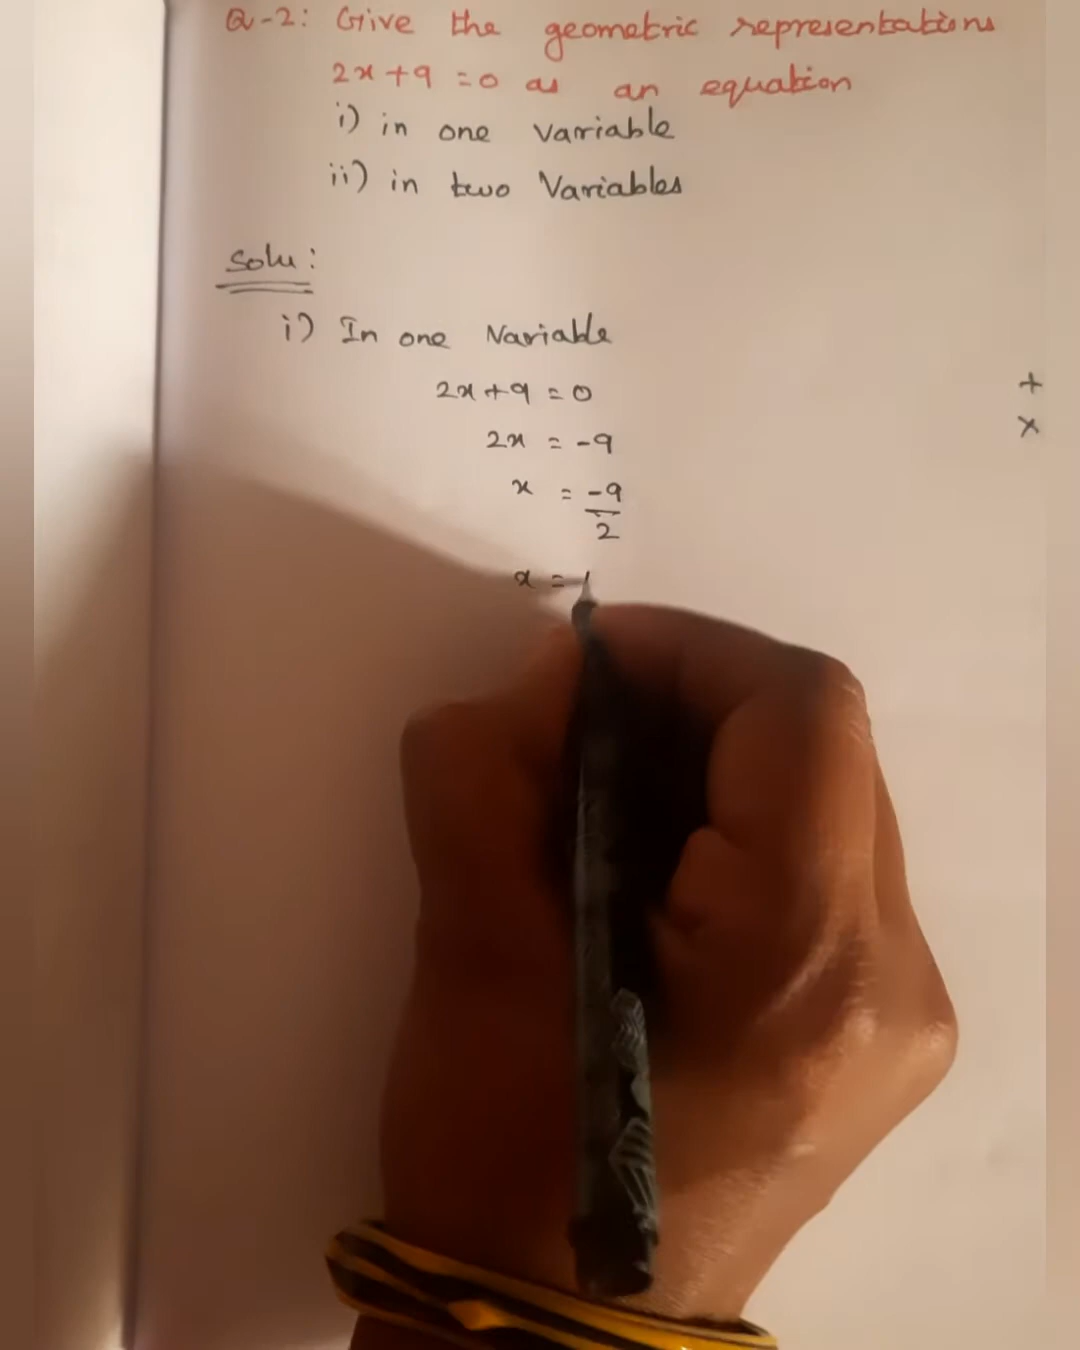 Q-2: Give the geometric representations
2x+9 =0 as an equation
i) in one variable
ii) in two Variables
Solu:
i) In one Variable
2x+9 = 0
2x = -9
x = -9
2
x = -
+
x